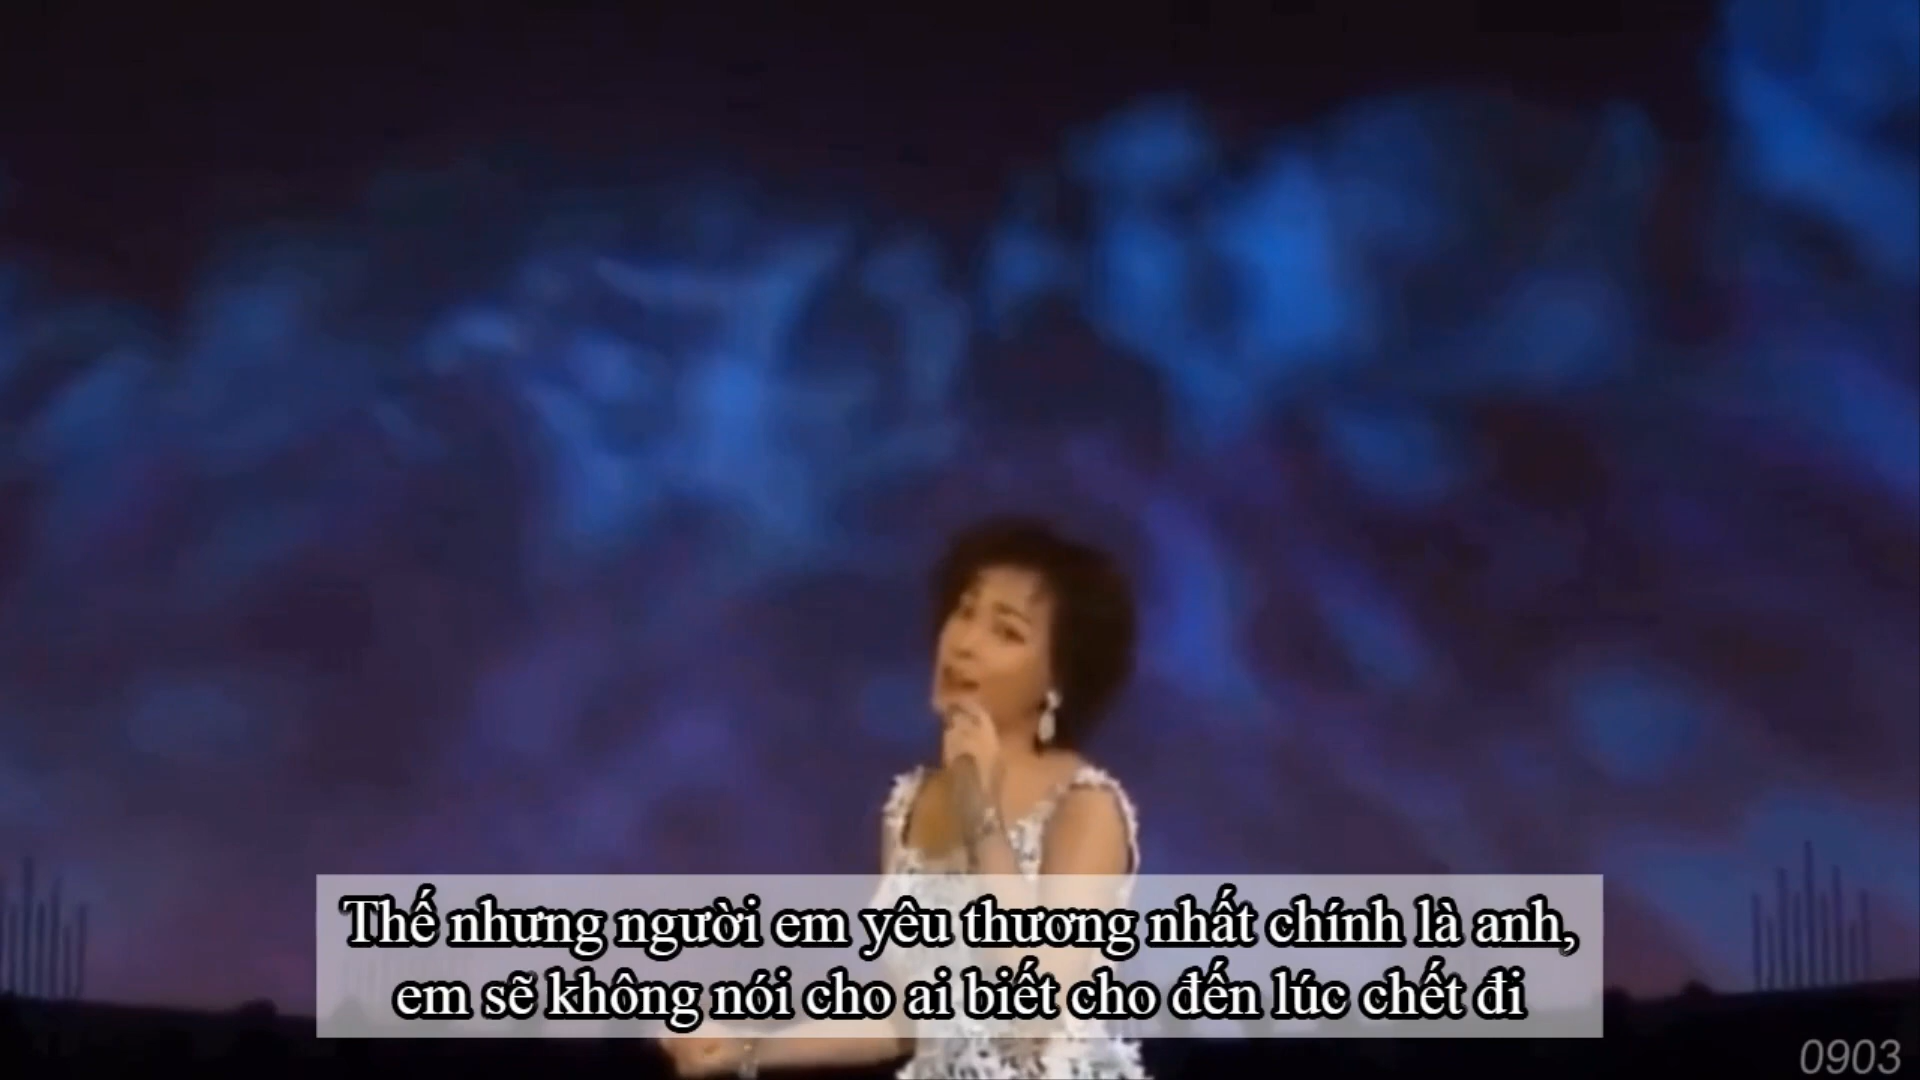 Thế nhưng người em yêu thương nhất chính là anh,
em sẽ không nói cho ai biết cho đến lúc chết đi
0903